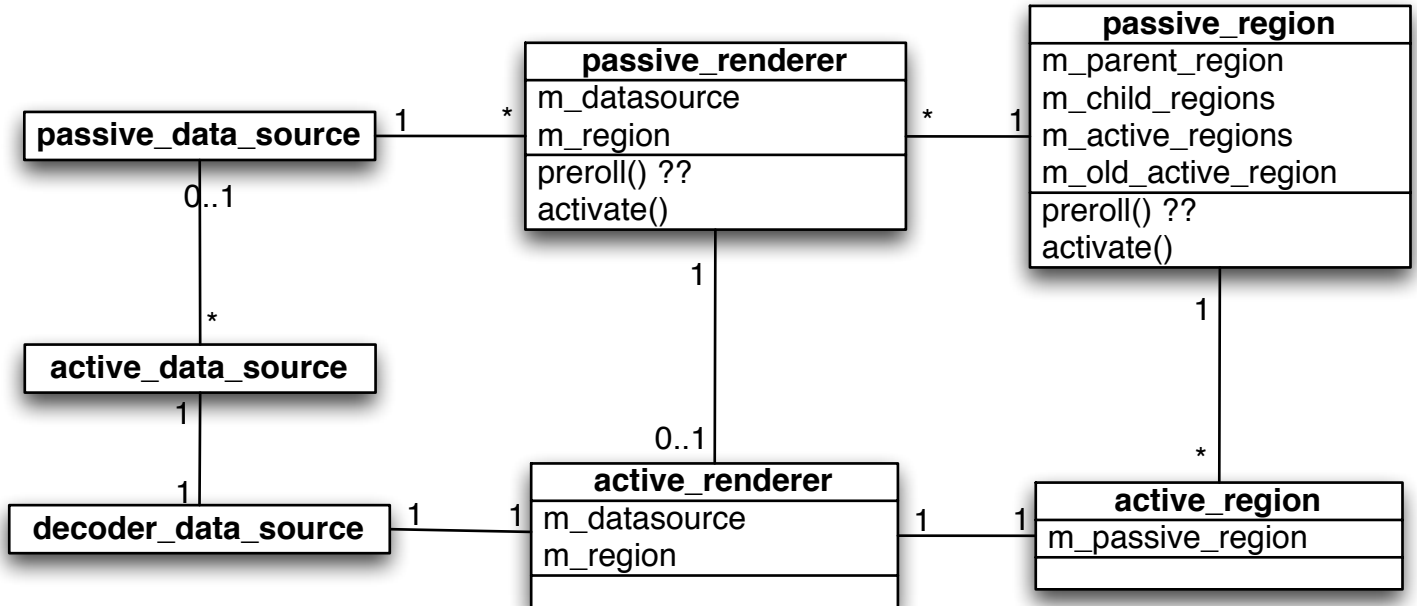 passive_data_source
1
*
0..1
*
active_data_source
1
1
decoder_data_source
1
1
passive_renderer
m_datasource
m_region
preroll() ??
activate()
*
1
1
0..1
active_renderer
m_datasource
m_region
1
1
passive_region
m_parent_region
m_child_regions
m_active_regions
m_old_active_region
preroll() ??
activate()
1
*
active_region
m_passive_region